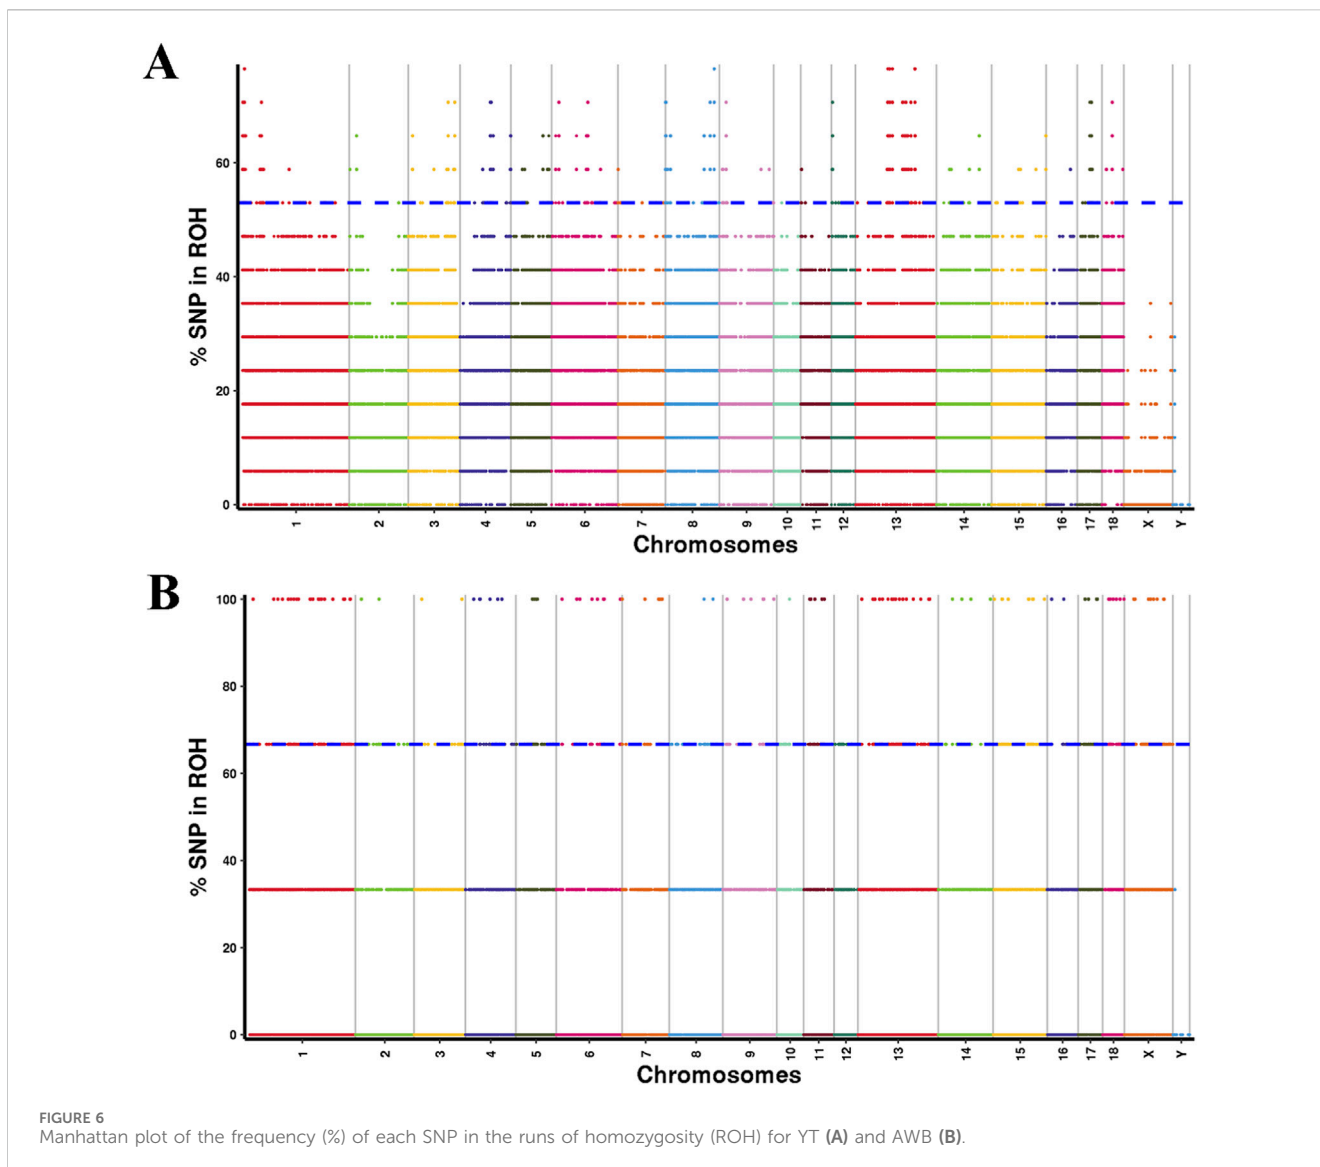 A
% SNP in ROH
60
40
20
0
1 2 3 4 5 6 7 8 9 10 11 12 13 14 15 16 17 18 X Y
Chromosomes
B
% SNP in ROH
100
80
60
40
20
0
1 2 3 4 5 6 7 8 9 10 11 12 13 14 15 16 17 18 X Y
Chromosomes
FIGURE 6
Manhattan plot of the frequency (%) of each SNP in the runs of homozygosity (ROH) for YT (A) and AWB (B).